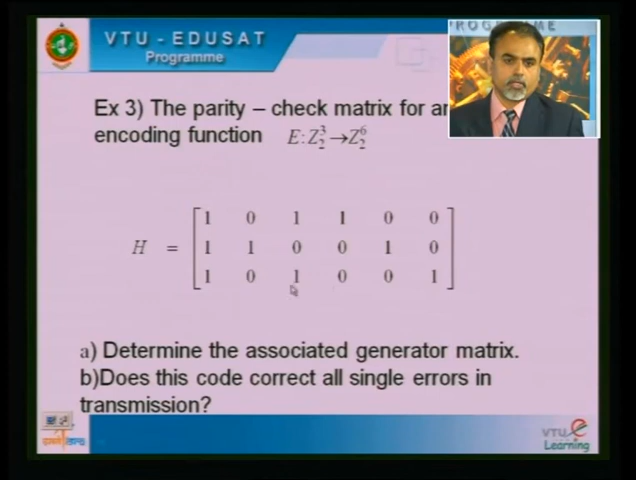 VTU - EDUSAT
Programme
PROGRAMME
Ex 3) The parity – check matrix for an
encoding function E: Z₂³ → Z₂⁶
H = [ 1 0 1 1 0 0
1 1 0 0 1 0
1 0 1 0 0 1 ]
a) Determine the associated generator matrix.
b)Does this code correct all single errors in
transmission?
VTU e
Learning